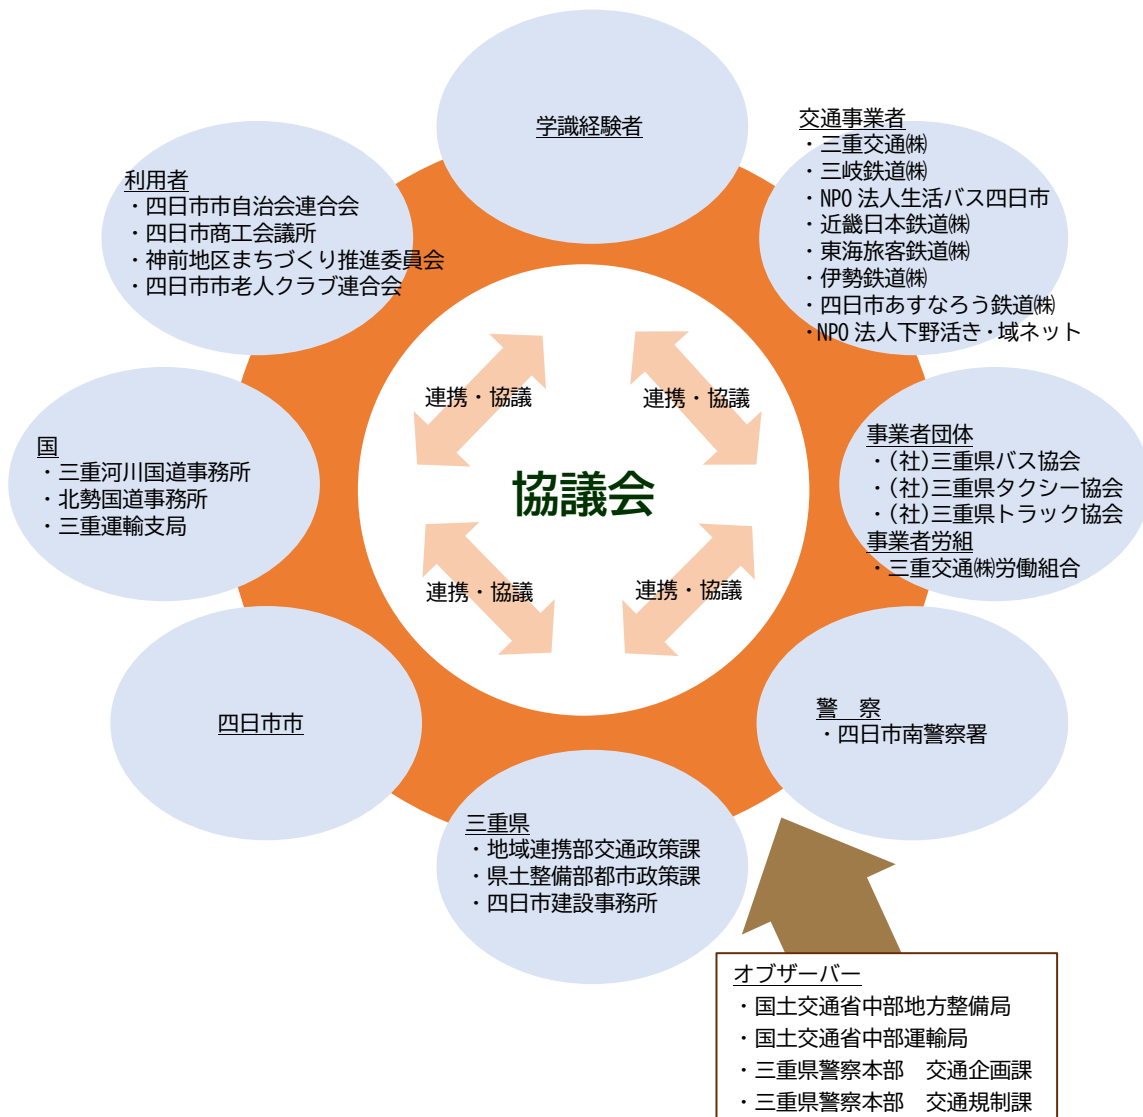 学識経験者
交通事業者
・三重交通㈱
・三岐鉄道㈱
・NPO法人生活バス四日市
・近畿日本鉄道㈱
・東海旅客鉄道㈱
・伊勢鉄道㈱
・四日市あすなろう鉄道㈱
・NPO法人下野活き・域ネット
利用者
・四日市市自治会連合会
・四日市商工会議所
・神前地区まちづくり推進委員会
・四日市市老人クラブ連合会
連携・協議
連携・協議
国
・三重河川国道事務所
・北勢国道事務所
・三重運輸支局
協議会
事業者団体
・(社)三重県バス協会
・(社)三重県タクシー協会
・(社)三重県トラック協会
事業者労組
・三重交通㈱労働組合
連携・協議
連携・協議
四日市市
警　察
・四日市南警察署
三重県
・地域連携部交通政策課
・県土整備部都市政策課
・四日市建設事務所
オブザーバー
・国土交通省中部地方整備局
・国土交通省中部運輸局
・三重県警察本部　交通企画課
・三重県警察本部　交通規制課